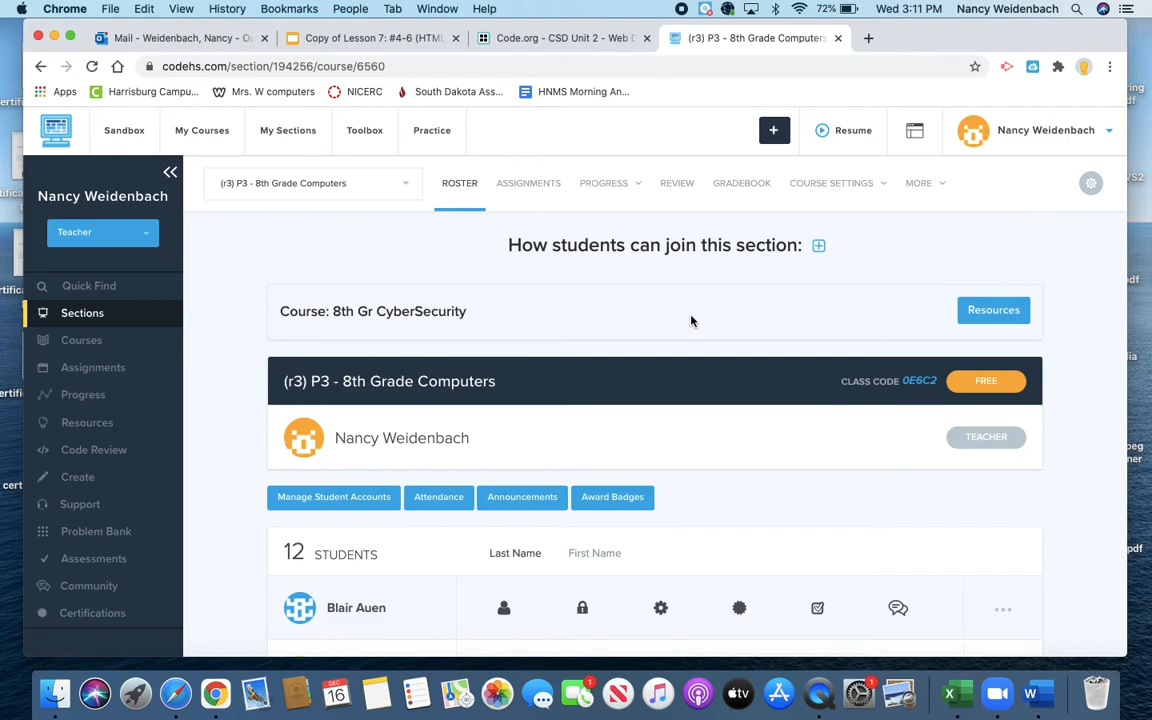 Chrome File Edit View History Bookmarks People Tab Window Help 72% Wed 3:11 PM Nancy Weidenbach
Mail - Weidenbach, Nancy - Ou × Copy of Lesson 7: #4-6 (HTML × Code.org - CSD Unit 2 - Web D × (r3) P3 - 8th Grade Computers × +
codehs.com/section/194256/course/6560
Apps Harrisburg Campu... Mrs. W computers NICERC South Dakota Ass... HNMS Morning An...
Sandbox My Courses My Sections Toolbox Practice + Resume Nancy Weidenbach
Nancy Weidenbach
Teacher
Quick Find
Sections
Courses
Assignments
Progress
Resources
Code Review
Create
Support
Problem Bank
Assessments
Community
Certifications
(r3) P3 - 8th Grade Computers ROSTER ASSIGNMENTS PROGRESS REVIEW GRADEBOOK COURSE SETTINGS MORE
How students can join this section:
Course: 8th Gr CyberSecurity Resources
(r3) P3 - 8th Grade Computers CLASS CODE 0E6C2 FREE
Nancy Weidenbach TEACHER
Manage Student Accounts Attendance Announcements Award Badges
12 STUDENTS Last Name First Name
Blair Auen
DEC
16
1
1